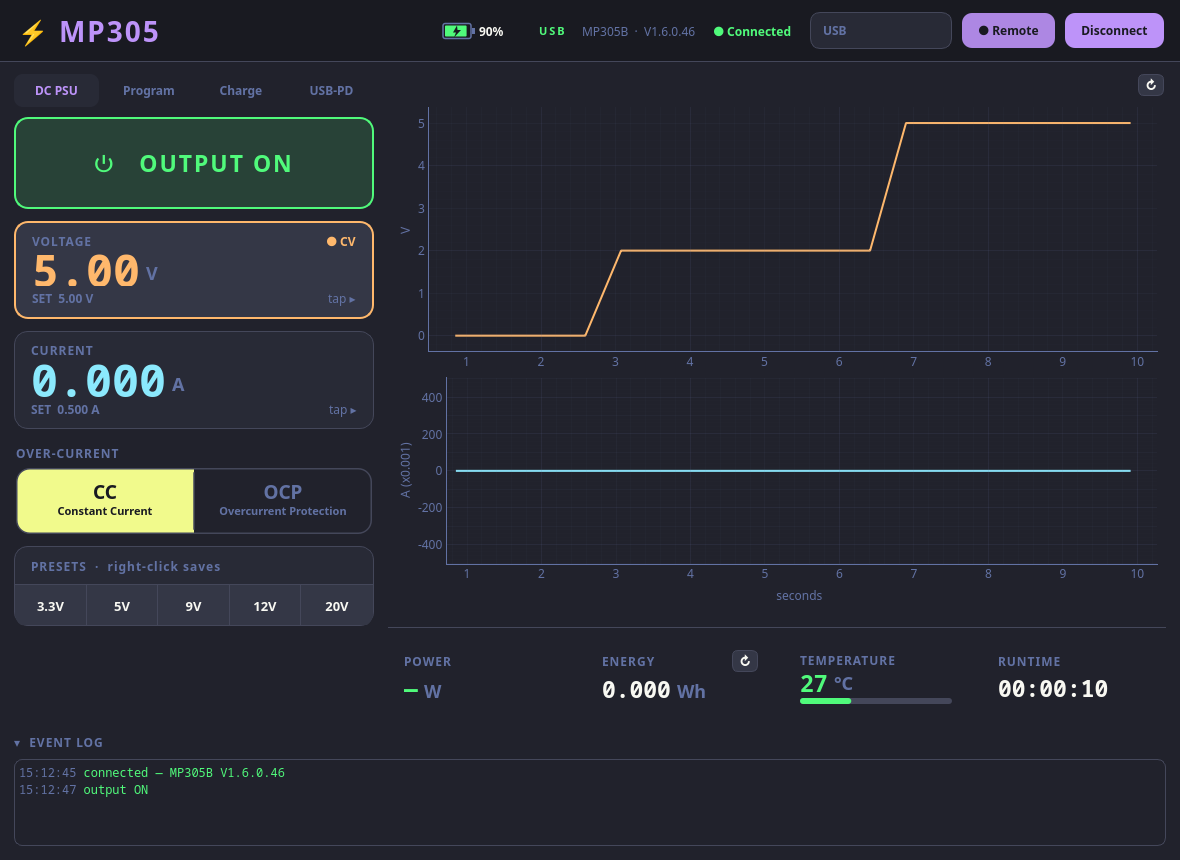 ⚡ MP305
90%
USB
MP305B · V1.6.0.46
● Connected
USB
● Remote
Disconnect
DC PSU
Program
Charge
USB-PD
OUTPUT ON
VOLTAGE
● CV
5.00 V
SET 5.00 V
tap ▸
CURRENT
0.000 A
SET 0.500 A
tap ▸
OVER-CURRENT
CC
Constant Current
OCP
Overcurrent Protection
PRESETS · right-click saves
3.3V
5V
9V
12V
20V
5
4
3
2
1
0
V
1 2 3 4 5 6 7 8 9 10
400
200
0
-200
-400
A (x0.001)
1 2 3 4 5 6 7 8 9 10
seconds
POWER
– W
ENERGY
0.000 Wh
TEMPERATURE
27 °C
RUNTIME
00:00:10
▾ EVENT LOG
15:12:45 connected — MP305B V1.6.0.46
15:12:47 output ON